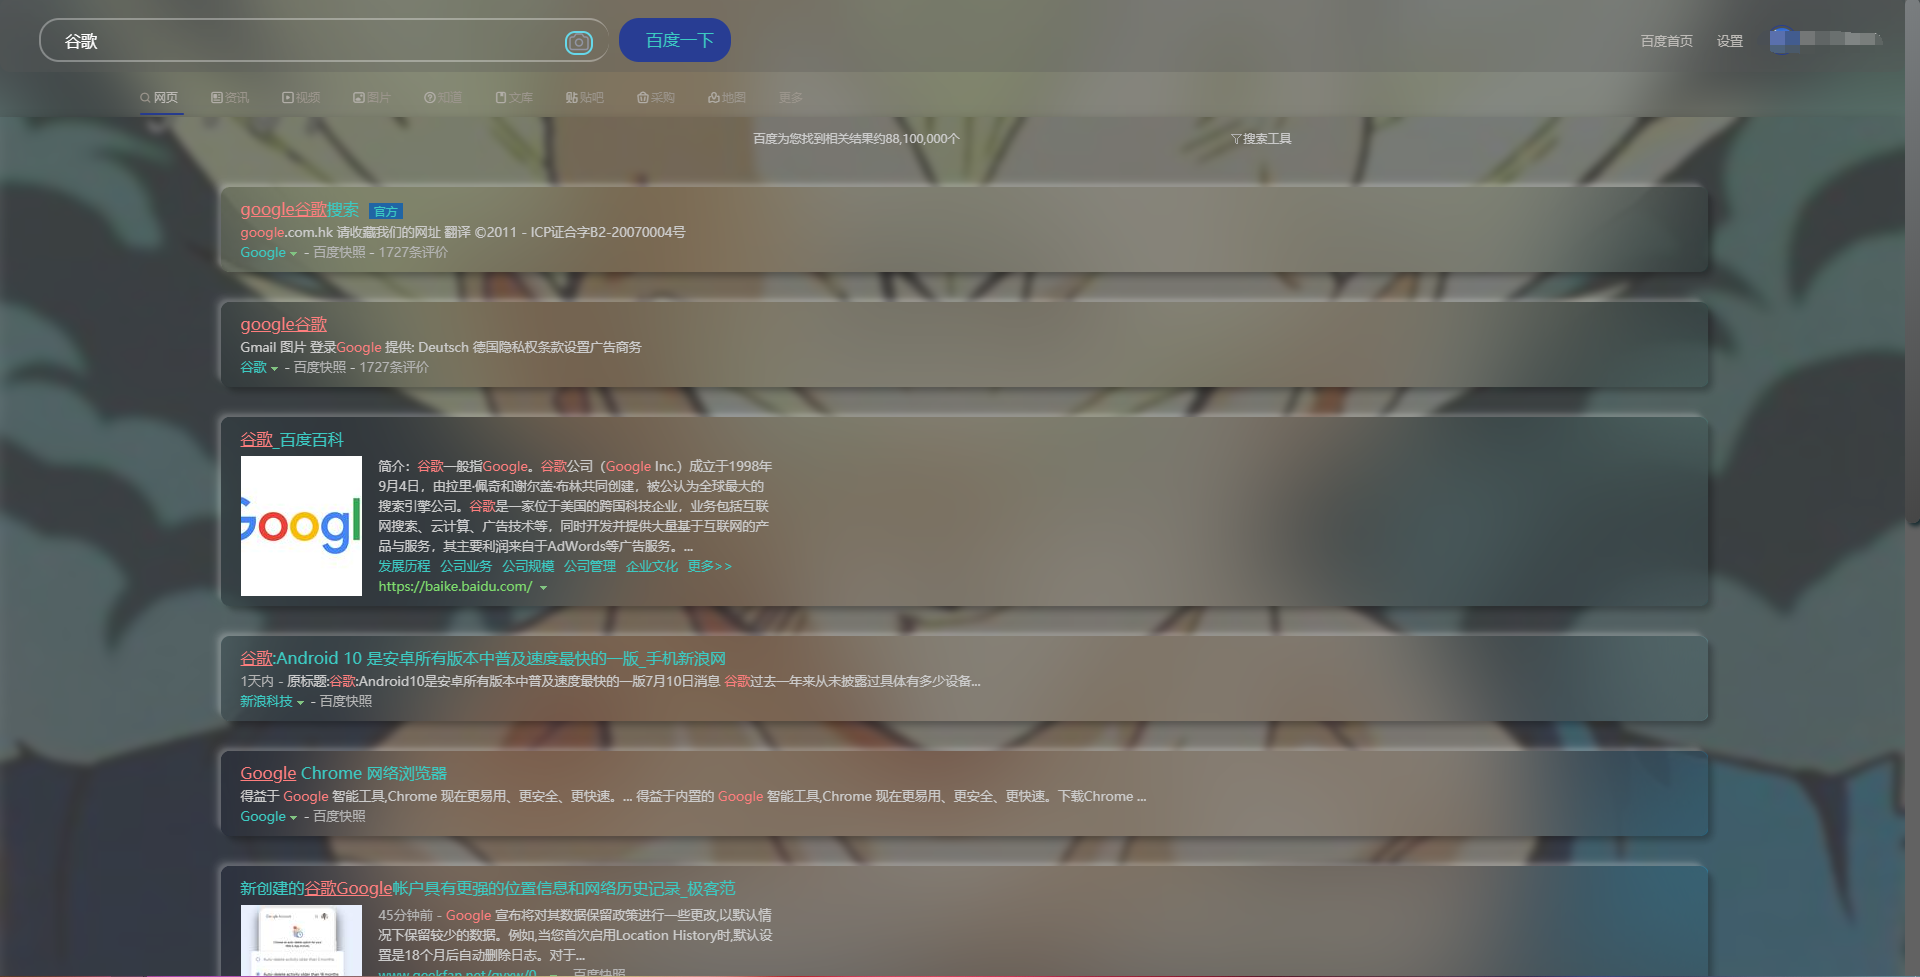 谷歌 百度一下 百度首页 设置
网页 资讯 视频 图片 知道 文库 贴吧 采购 地图 更多
百度为您找到相关结果约88,100,000个 搜索工具
google谷歌搜索 官方
google.com.hk 请收藏我们的网址 翻译 ©2011 - ICP证合字B2-20070004号
Google - 百度快照 - 1727条评价
google谷歌
Gmail 图片 登录Google 提供: Deutsch 德国隐私权条款设置广告商务
谷歌 - 百度快照 - 1727条评价
谷歌_百度百科
Googl
简介：谷歌一般指Google。谷歌公司（Google Inc.）成立于1998年
9月4日，由拉里·佩奇和谢尔盖·布林共同创建，被公认为全球最大的
搜索引擎公司。谷歌是一家位于美国的跨国科技企业，业务包括互联
网搜索、云计算、广告技术等，同时开发并提供大量基于互联网的产
品与服务，其主要利润来自于AdWords等广告服务。...
发展历程 公司业务 公司规模 公司管理 企业文化 更多>>
https://baike.baidu.com/
谷歌:Android 10 是安卓所有版本中普及速度最快的一版_手机新浪网
1天内 - 原标题:谷歌:Android10是安卓所有版本中普及速度最快的一版7月10日消息 谷歌过去一年来从未披露过具体有多少设备...
新浪科技 - 百度快照
Google Chrome 网络浏览器
得益于 Google 智能工具,Chrome 现在更易用、更安全、更快速。... 得益于内置的 Google 智能工具,Chrome 现在更易用、更安全、更快速。下载Chrome ...
Google - 百度快照
新创建的谷歌Google帐户具有更强的位置信息和网络历史记录_极客范
45分钟前 - Google 宣布将对其数据保留政策进行一些更改,以默认情
况下保留较少的数据。例如,当您首次启用Location History时,默认设
置是18个月后自动删除日志。对于...
百度快照